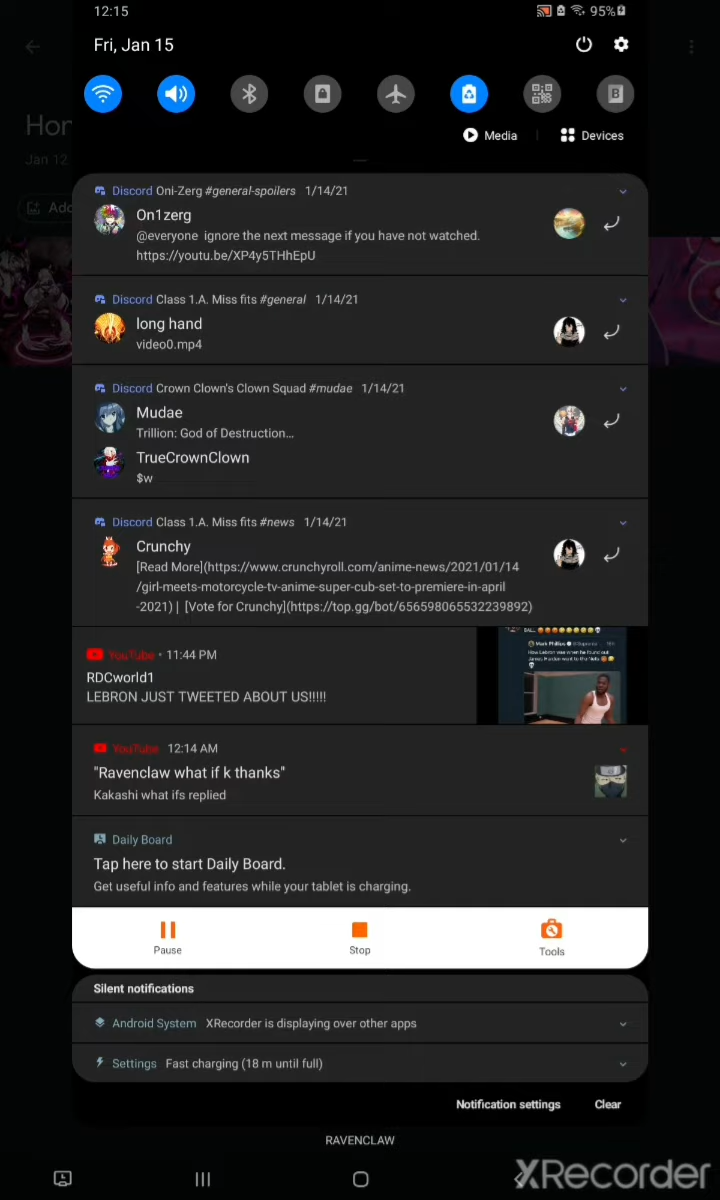 12:15
95%
Fri, Jan 15
Hor
Jan 12
Media
Devices
Discord Oni-Zerg #general-spoilers 1/14/21
On1zerg
@everyone ignore the next message if you have not watched.
https://youtu.be/XP4y5THhEpU
Discord Class 1.A. Miss fits #general 1/14/21
long hand
video0.mp4
Discord Crown Clown's Clown Squad #mudae 1/14/21
Mudae
Trillion: God of Destruction…
TrueCrownClown
$w
Discord Class 1.A. Miss fits #news 1/14/21
Crunchy
[Read More](https://www.crunchyroll.com/anime-news/2021/01/14
/girl-meets-motorcycle-tv-anime-super-cub-set-to-premiere-in-april
-2021) | [Vote for Crunchy](https://top.gg/bot/656598065532239892)
YouTube • 11:44 PM
RDCworld1
LEBRON JUST TWEETED ABOUT US!!!!!
Mark Phillips
YouTube 12:14 AM
"Ravenclaw what if k thanks"
Kakashi what ifs replied
Daily Board
Tap here to start Daily Board.
Get useful info and features while your tablet is charging.
Pause
Stop
Tools
Silent notifications
Android System XRecorder is displaying over other apps
Settings Fast charging (18 m until full)
Notification settings
Clear
RAVENCLAW
XRecorder